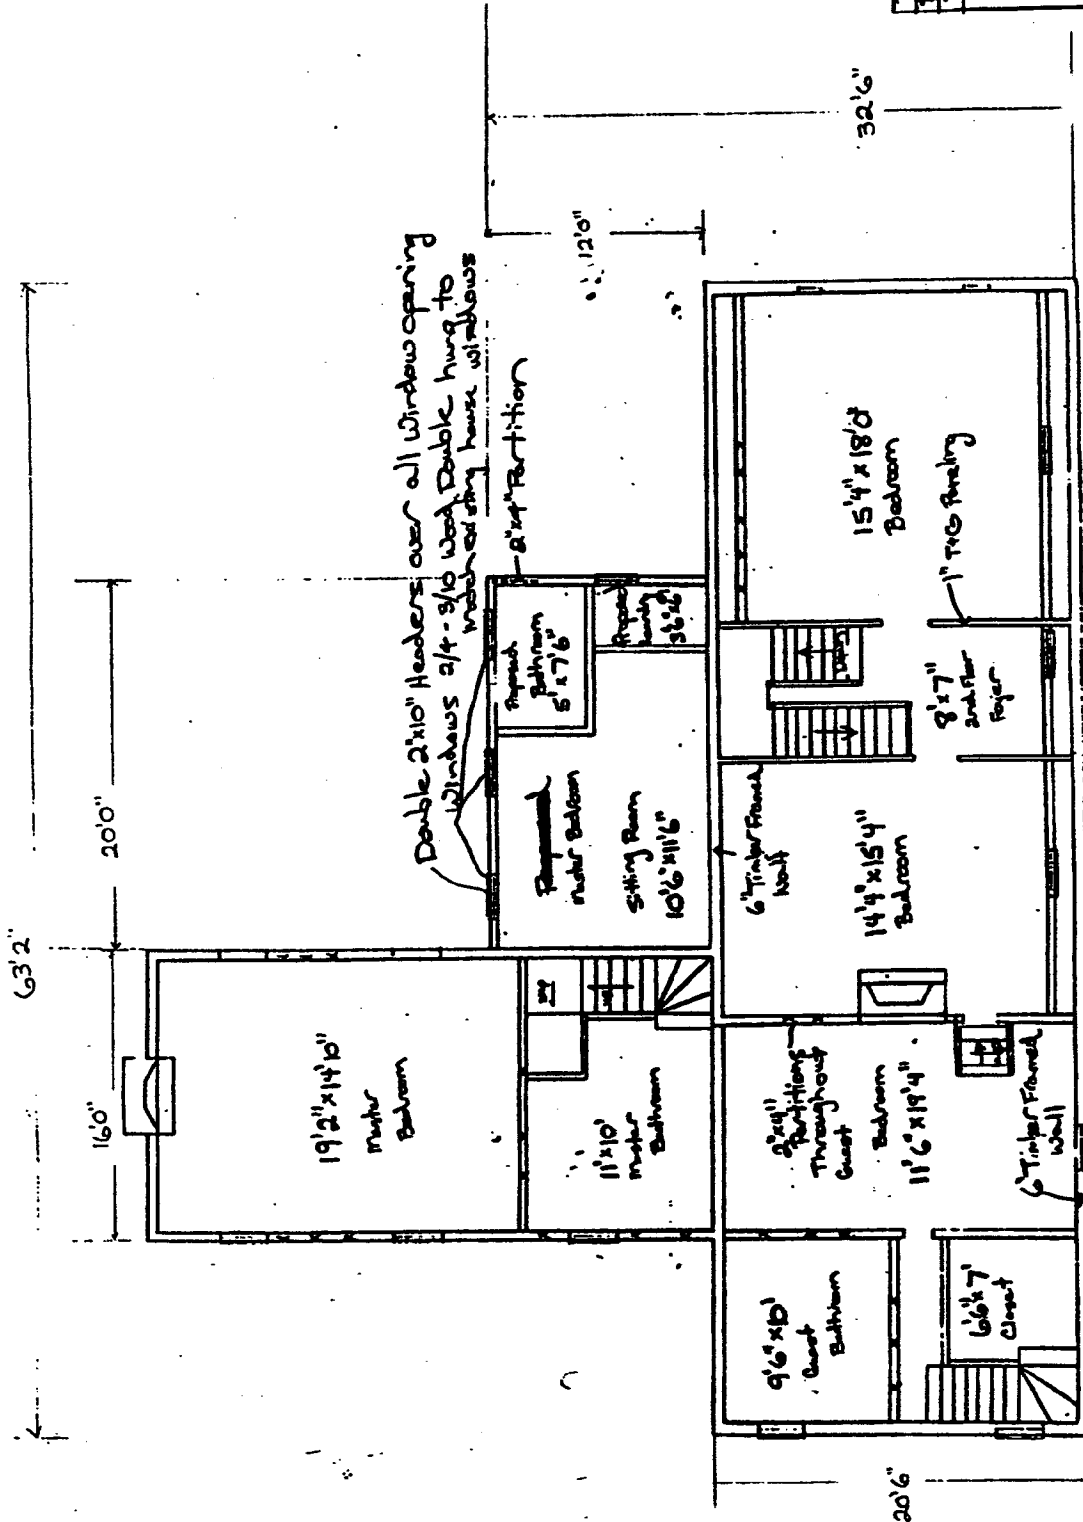 63'2"
16'0"
20'0"
Double 2"x10" Headers over all Window opening
Windows 2/4 - 3/10 Wood Double hung to
match existing house windows
2"x4" Partition
12'0"
32'6"
19'2" x 14'10"
Master
Bedroom
11' x 10'
Master
Bathroom
Master Bedroom
Sitting Room
10'6" x 11'6"
Proposed
Bathroom
5' x 7'6"
Proposed
6" Timber Framed
Wall
14'4" x 15'4"
Bedroom
8' x 7"
2nd Floor
Foyer
Down
15'4" x 18'0"
Bedroom
1" T+G Paneling
2"x4"
Partitions
Throughout
Guest
Bedroom
11'6" x 19'4"
6" Timber Framed
Wall
9'6" x 10'
Guest
Bathroom
6'6" x 7'
Closet
20'6"